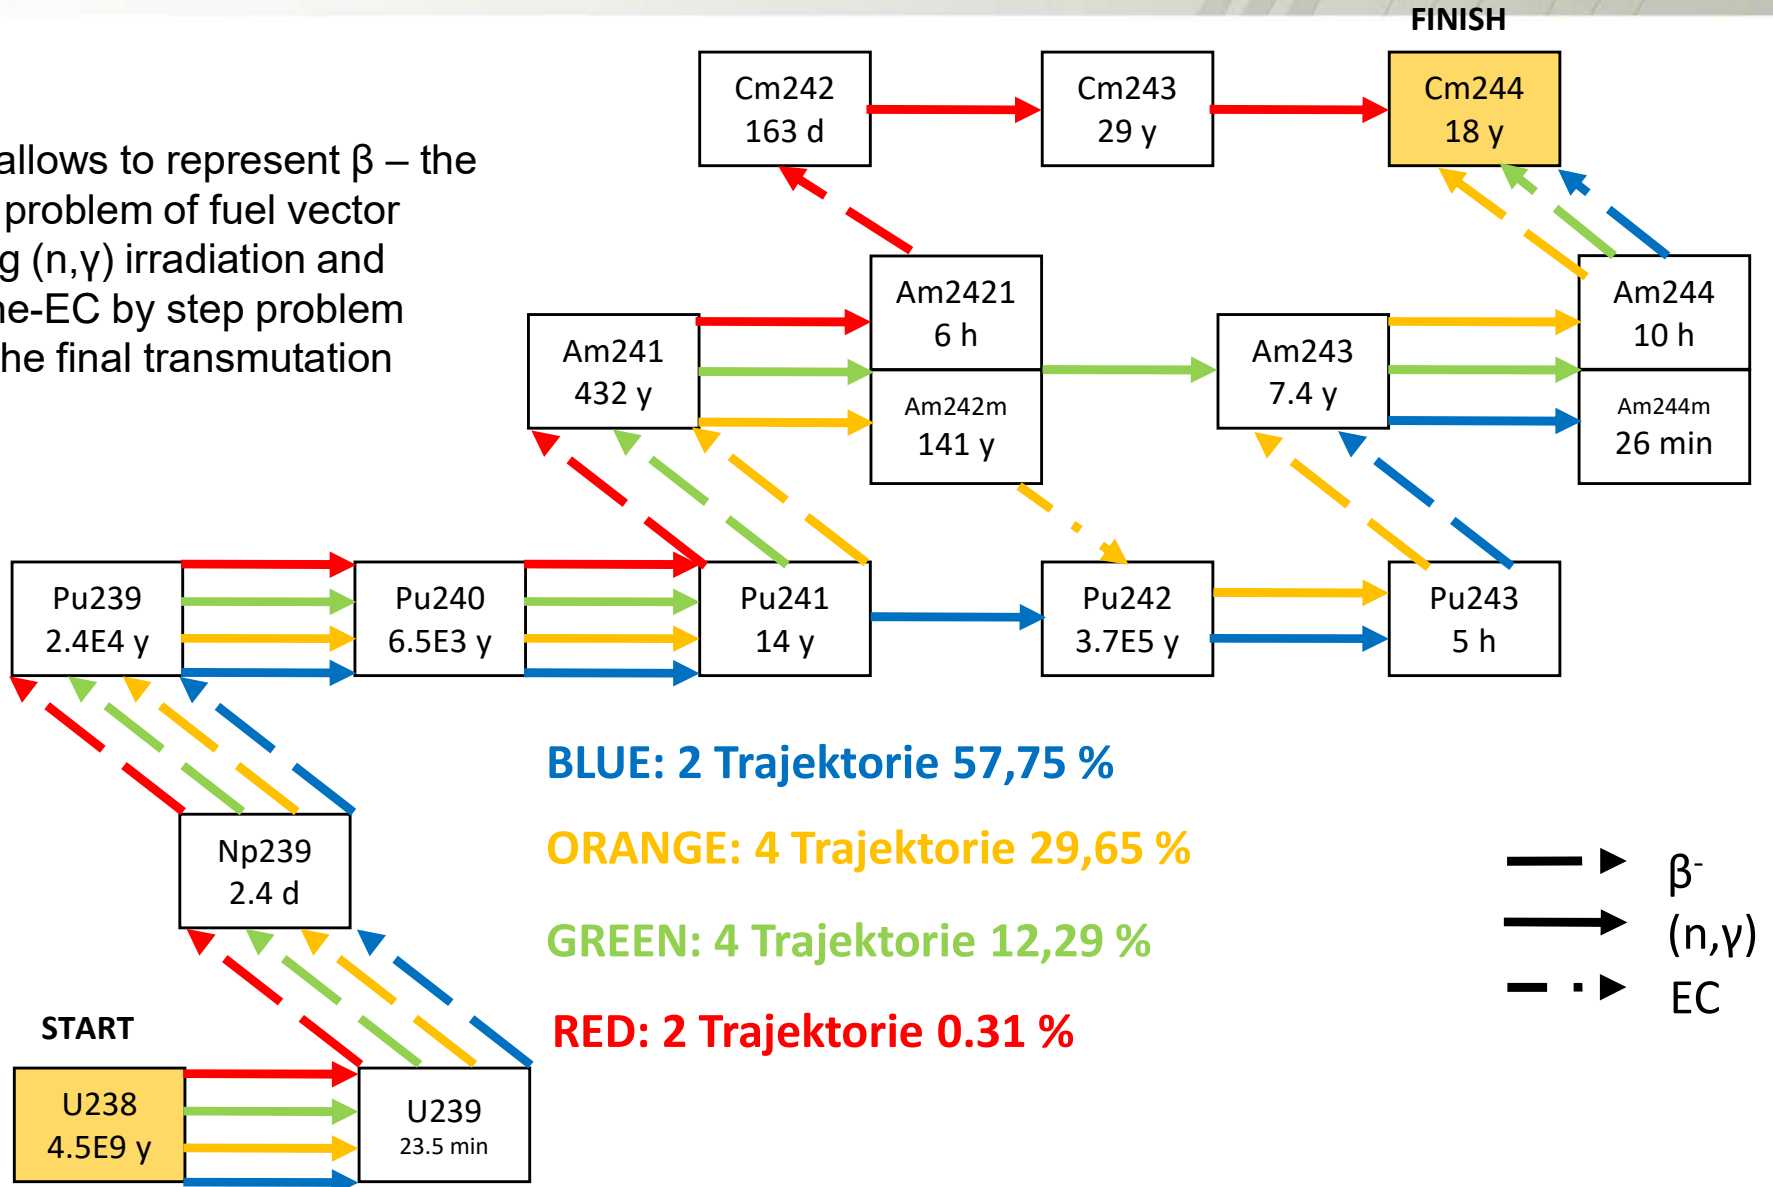 FINISH
Cm242
163 d
Cm243
29 y
Cm244
18 y
allows to represent β – the
problem of fuel vector
g (n,γ) irradiation and
ne-EC by step problem
he final transmutation
Am241
432 y
Am2421
6 h
Am242m
141 y
Am243
7.4 y
Am244
10 h
Am244m
26 min
Pu239
2.4E4 y
Pu240
6.5E3 y
Pu241
14 y
Pu242
3.7E5 y
Pu243
5 h
BLUE: 2 Trajektorie 57,75 %
ORANGE: 4 Trajektorie 29,65 %
GREEN: 4 Trajektorie 12,29 %
RED: 2 Trajektorie 0.31 %
β-
(n,γ)
EC
Np239
2.4 d
START
U238
4.5E9 y
U239
23.5 min